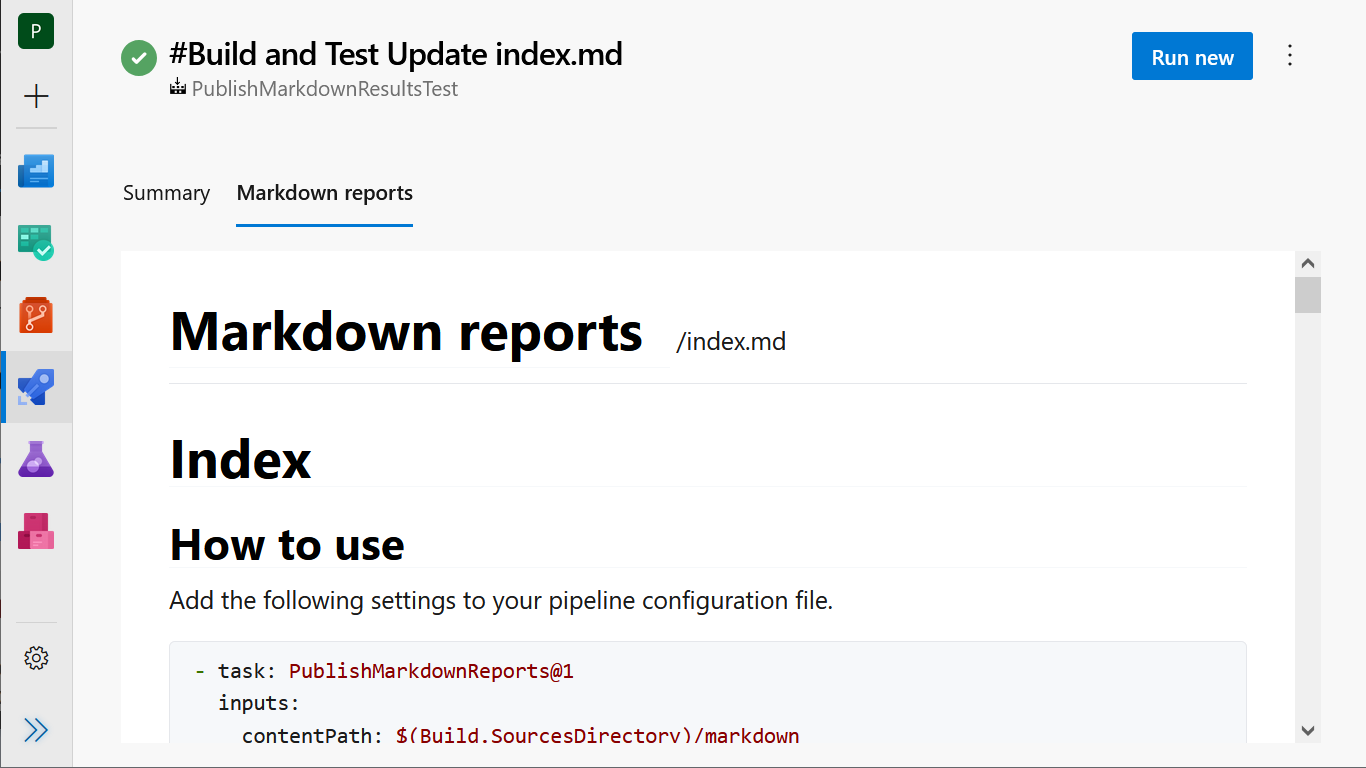 P
#Build and Test Update index.md
PublishMarkdownResultsTest
Run new
Summary
Markdown reports
Markdown reports /index.md
Index
How to use
Add the following settings to your pipeline configuration file.
- task: PublishMarkdownReports@1
inputs:
contentPath: $(Build.SourcesDirectory)/markdown